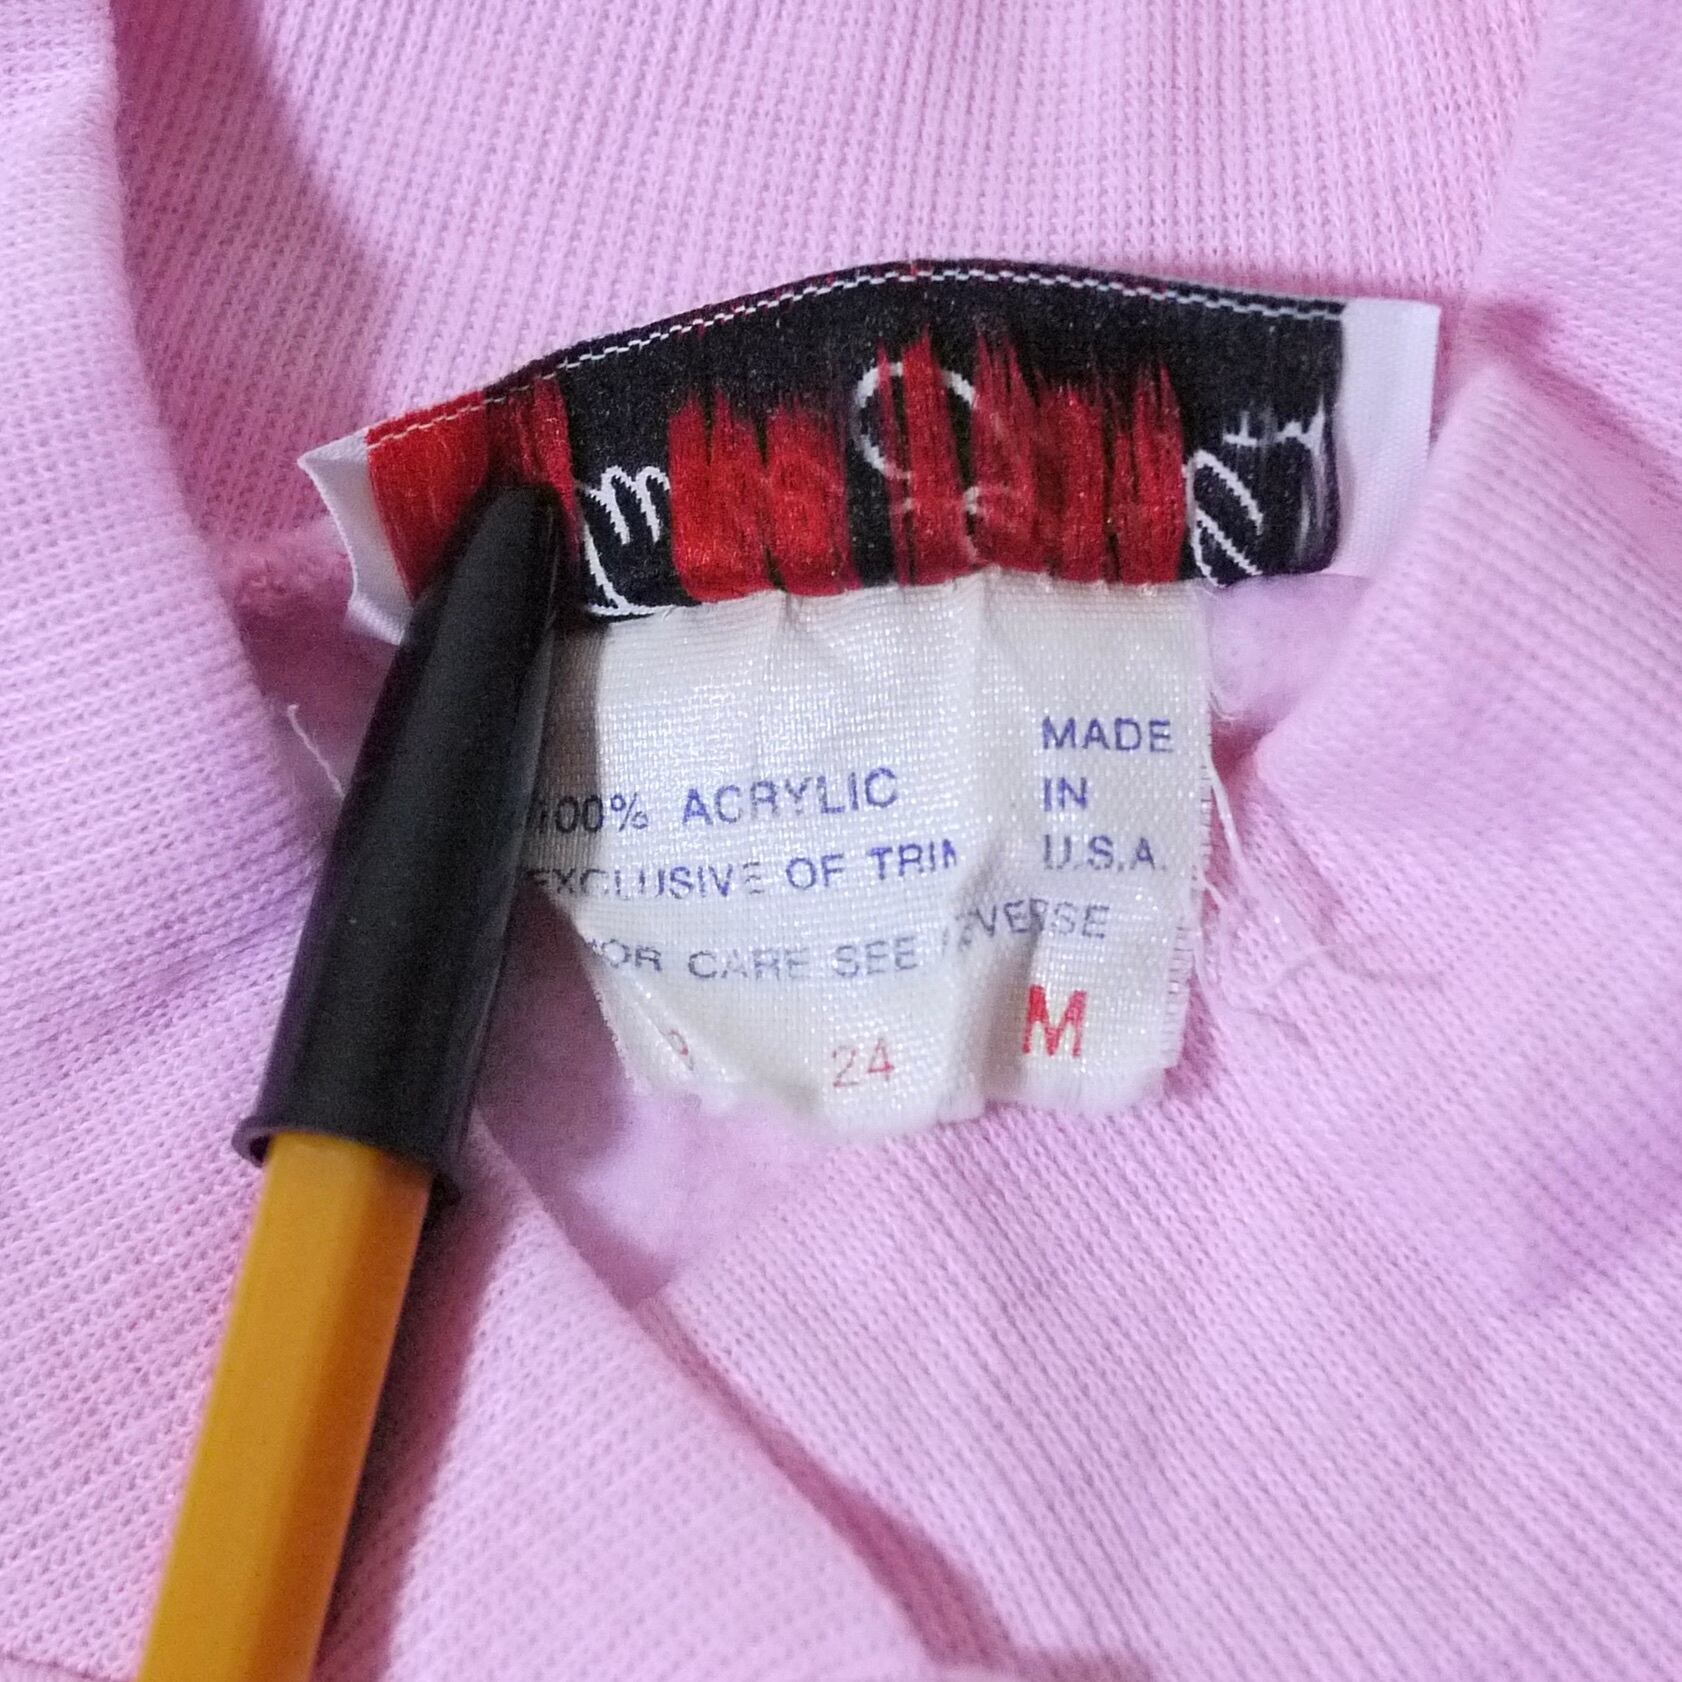 MADE
IN
U.S.A.
100% ACRYLIC
EXCLUSIVE OF TRIM
FOR CARE SEE REVERSE
24 M